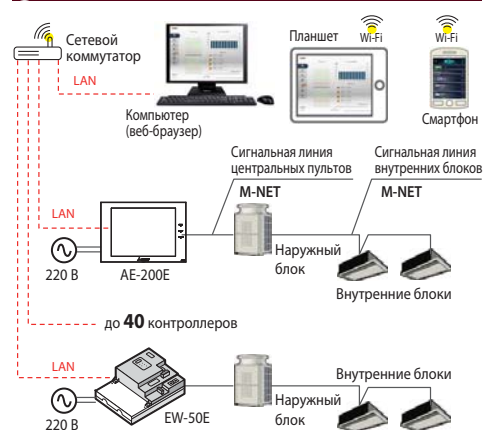 Сетевой
коммутатор
LAN
Компьютер
(веб-браузер)
Планшет
Wi-Fi
Wi-Fi
Смартфон
Сигнальная линия
центральных пультов
M-NET
Сигнальная линия
внутренних блоков
M-NET
LAN
220 В
AE-200E
Наружный
блок
Внутренние блоки
до 40 контроллеров
LAN
220 В
EW-50E
Наружный
блок
Внутренние блоки